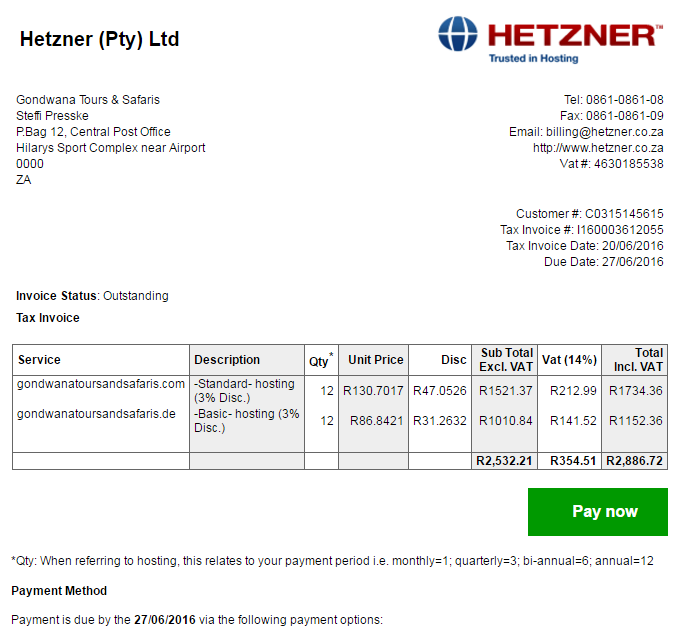 Hetzner (Pty) Ltd
HETZNER™
Trusted in Hosting
Gondwana Tours & Safaris
Steffi Presske
P.Bag 12, Central Post Office
Hilarys Sport Complex near Airport
0000
ZA
Tel: 0861-0861-08
Fax: 0861-0861-09
Email: billing@hetzner.co.za
http://www.hetzner.co.za
Vat #: 4630185538
Customer #: C0315145615
Tax Invoice #: I160003612055
Tax Invoice Date: 20/06/2016
Due Date: 27/06/2016
Invoice Status: Outstanding
Tax Invoice
Service Description Qty* Unit Price Disc Sub Total Excl. VAT Vat (14%) Total Incl. VAT
gondwanatoursandsafaris.com -Standard- hosting (3% Disc.) 12 R130.7017 R47.0526 R1521.37 R212.99 R1734.36
gondwanatoursandsafaris.de -Basic- hosting (3% Disc.) 12 R86.8421 R31.2632 R1010.84 R141.52 R1152.36
R2,532.21 R354.51 R2,886.72
Pay now
*Qty: When referring to hosting, this relates to your payment period i.e. monthly=1; quarterly=3; bi-annual=6; annual=12
Payment Method
Payment is due by the 27/06/2016 via the following payment options: